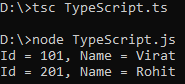 D:\>tsc TypeScript.ts
D:\>node TypeScript.js
Id = 101, Name = Virat
Id = 201, Name = Rohit